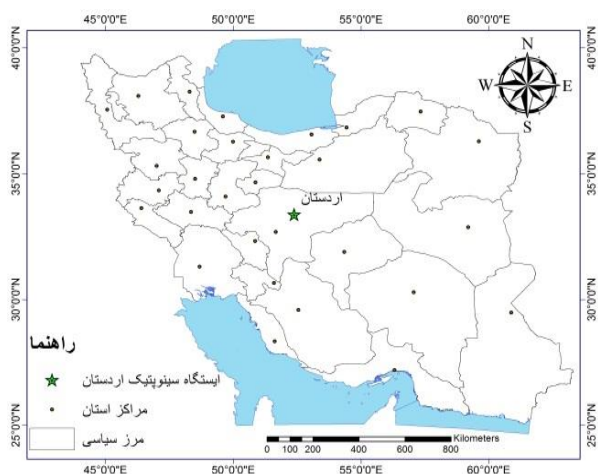 45°0'0"E 50°0'0"E 55°0'0"E 60°0'0"E
40°0'0"N 40°0'0"N
N
W E
S
35°0'0"N 35°0'0"N
اردستان
30°0'0"N 30°0'0"N
راهنما
ایستگاه سینوپتیک اردستان
مراکز استان
مرز سیاسی
25°0'0"N 25°0'0"N
Kilometers
0 100 200 400 600 800
45°0'0"E 50°0'0"E 55°0'0"E 60°0'0"E